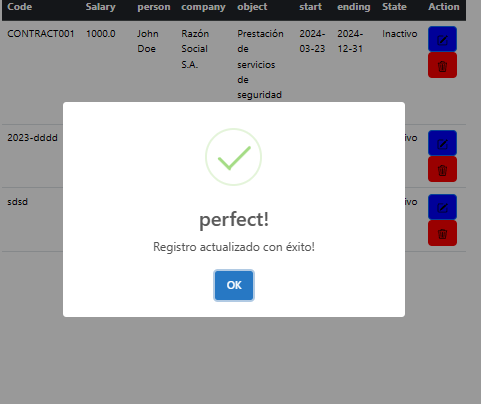 Code Salary person company object start ending State Action
CONTRACT001 1000.0 John Razón Prestación 2024- 2024- Inactivo
Doe Social de 03-23 12-31
S.A. servicios
de
seguridad
2023-dddd ivo
perfect!
sdsd ivo
Registro actualizado con éxito!
OK